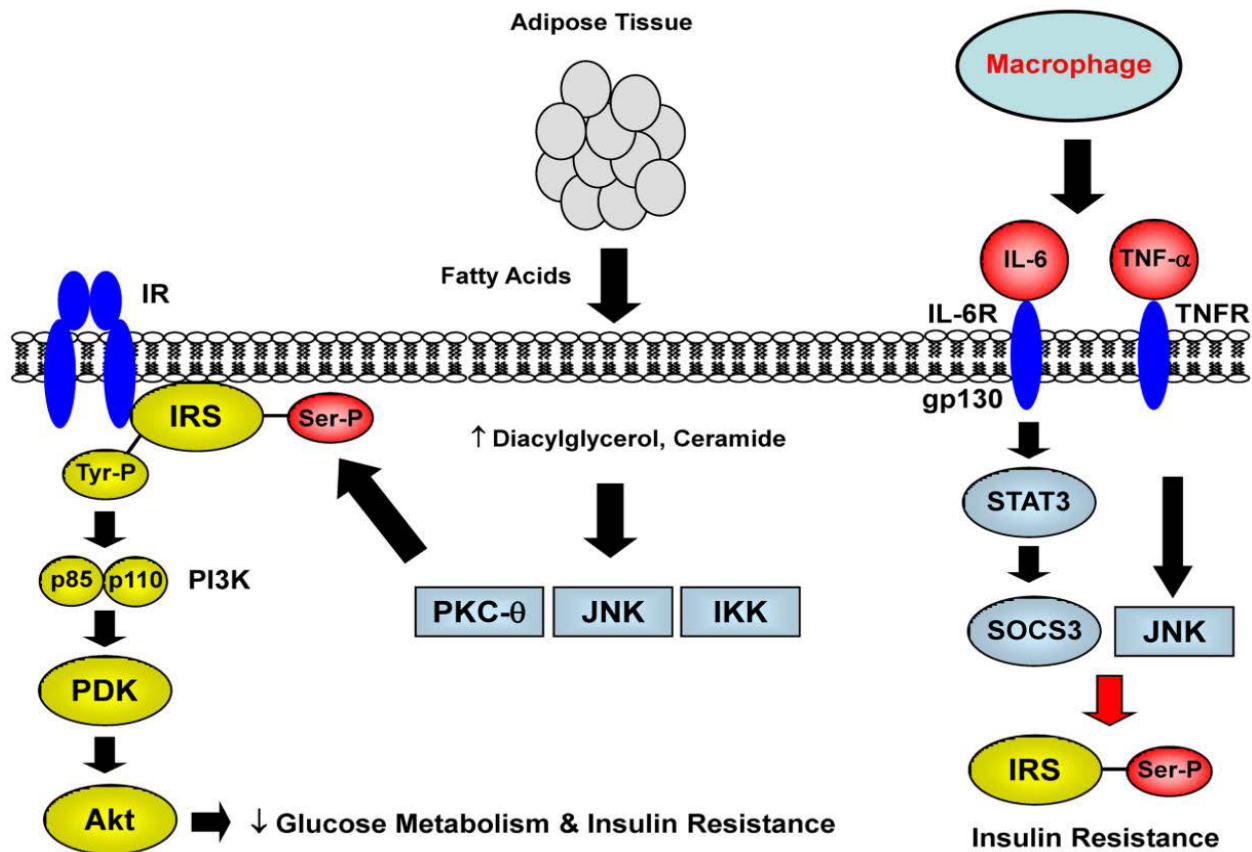 Adipose Tissue
Macrophage
IL-6
TNF-α
Fatty Acids
IR
IL-6R
TNFR
gp130
IRS
Ser-P
Tyr-P
↑ Diacylglycerol, Ceramide
STAT3
p85
p110
PI3K
PKC-θ
JNK
IKK
SOCS3
JNK
PDK
IRS
Ser-P
Akt
↓ Glucose Metabolism & Insulin Resistance
Insulin Resistance